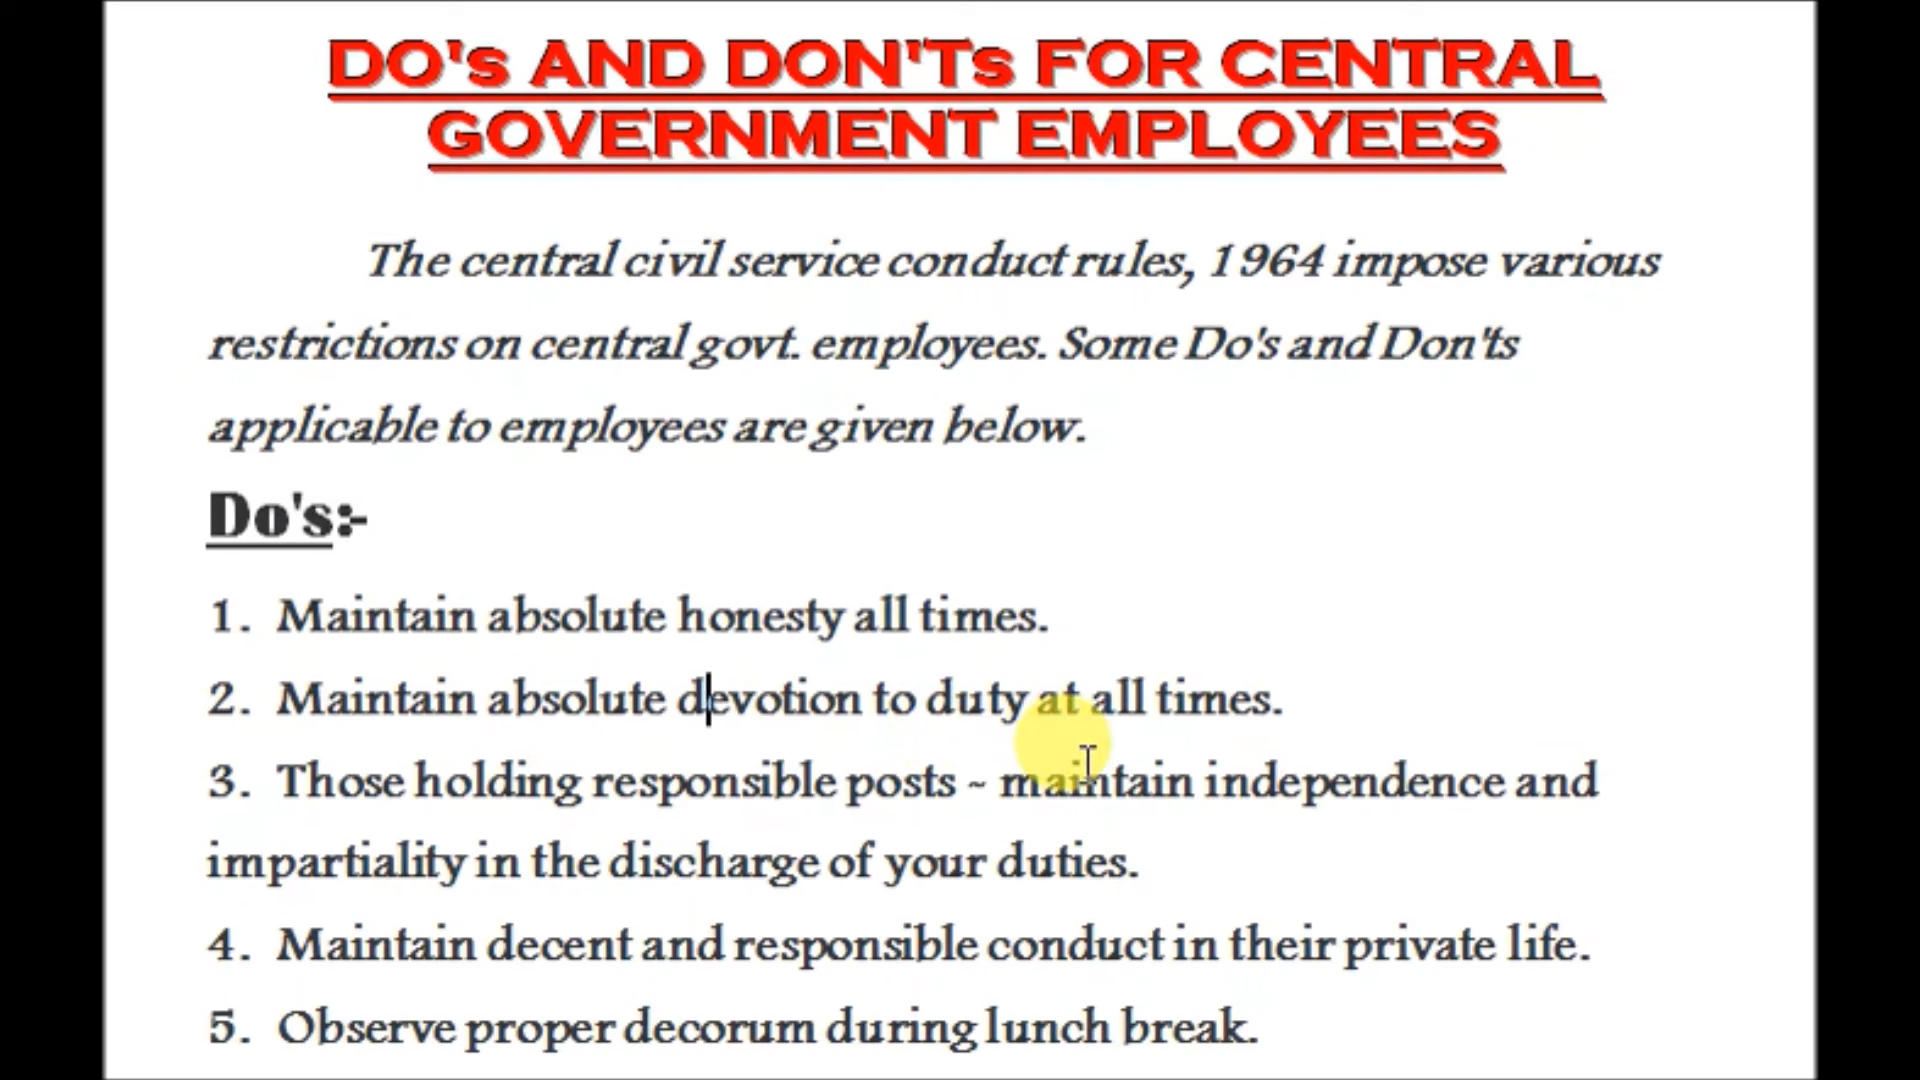 DO's AND DON'Ts FOR CENTRAL
GOVERNMENT EMPLOYEES
The central civil service conduct rules, 1964 impose various
restrictions on central govt. employees. Some Do's and Don'ts
applicable to employees are given below.
Do's:-
1. Maintain absolute honesty all times.
2. Maintain absolute devotion to duty at all times.
3. Those holding responsible posts - maintain independence and
impartiality in the discharge of your duties.
4. Maintain decent and responsible conduct in their private life.
5. Observe proper decorum during lunch break.